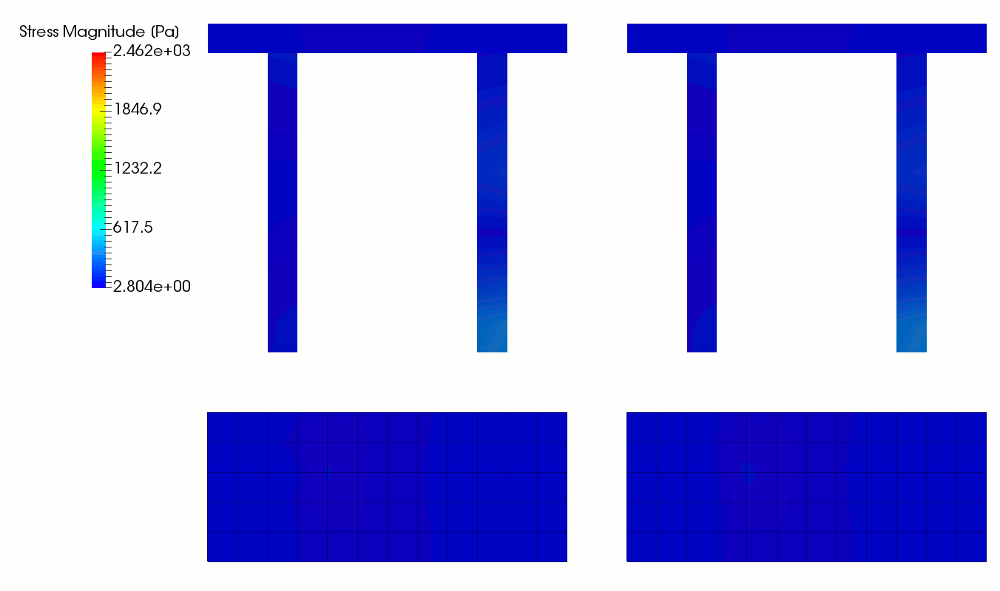 Stress Magnitude (Pa)
2.462e+03
1846.9
1232.2
617.5
2.804e+00